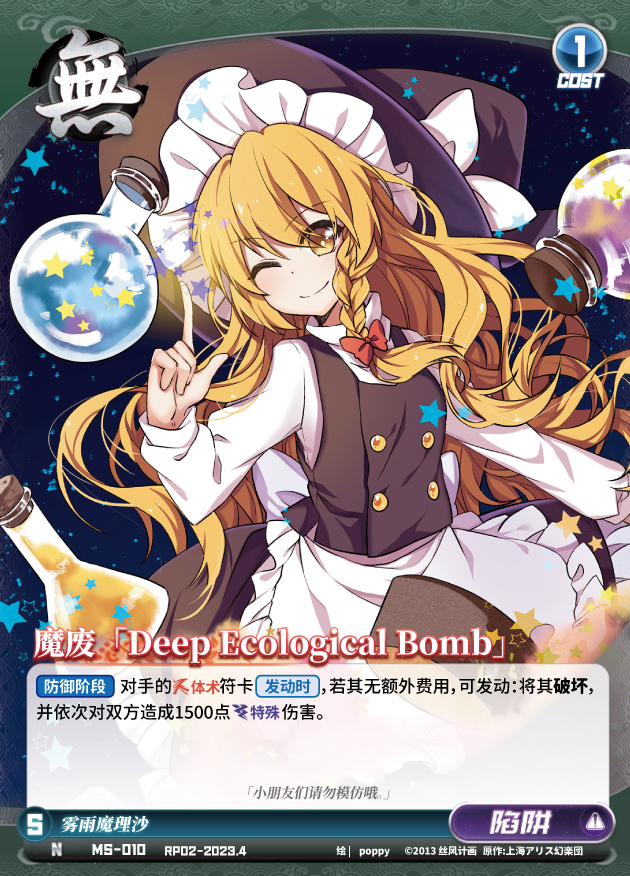 無
1
COST
魔废「Deep Ecological Bomb」
防御阶段 对手的体术符卡 发动时，若其无额外费用，可发动：将其破坏，
并依次对双方造成1500点特殊伤害。
「小朋友们请勿模仿哦。」
S 雾雨魔理沙 陷阱
N MS-010 RP02-2023.4 绘| poppy ©2013 丝风计画 原作:上海アリス幻楽団